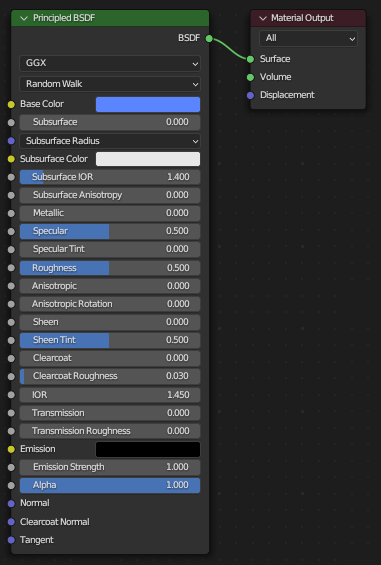 Principled BSDF
BSDF
GGX
Random Walk
Base Color
Subsurface 0.000
Subsurface Radius
Subsurface Color
Subsurface IOR 1.400
Subsurface Anisotropy 0.000
Metallic 0.000
Specular 0.500
Specular Tint 0.000
Roughness 0.500
Anisotropic 0.000
Anisotropic Rotation 0.000
Sheen 0.000
Sheen Tint 0.500
Clearcoat 0.000
Clearcoat Roughness 0.030
IOR 1.450
Transmission 0.000
Transmission Roughness 0.000
Emission
Emission Strength 1.000
Alpha 1.000
Normal
Clearcoat Normal
Tangent
Material Output
All
Surface
Volume
Displacement